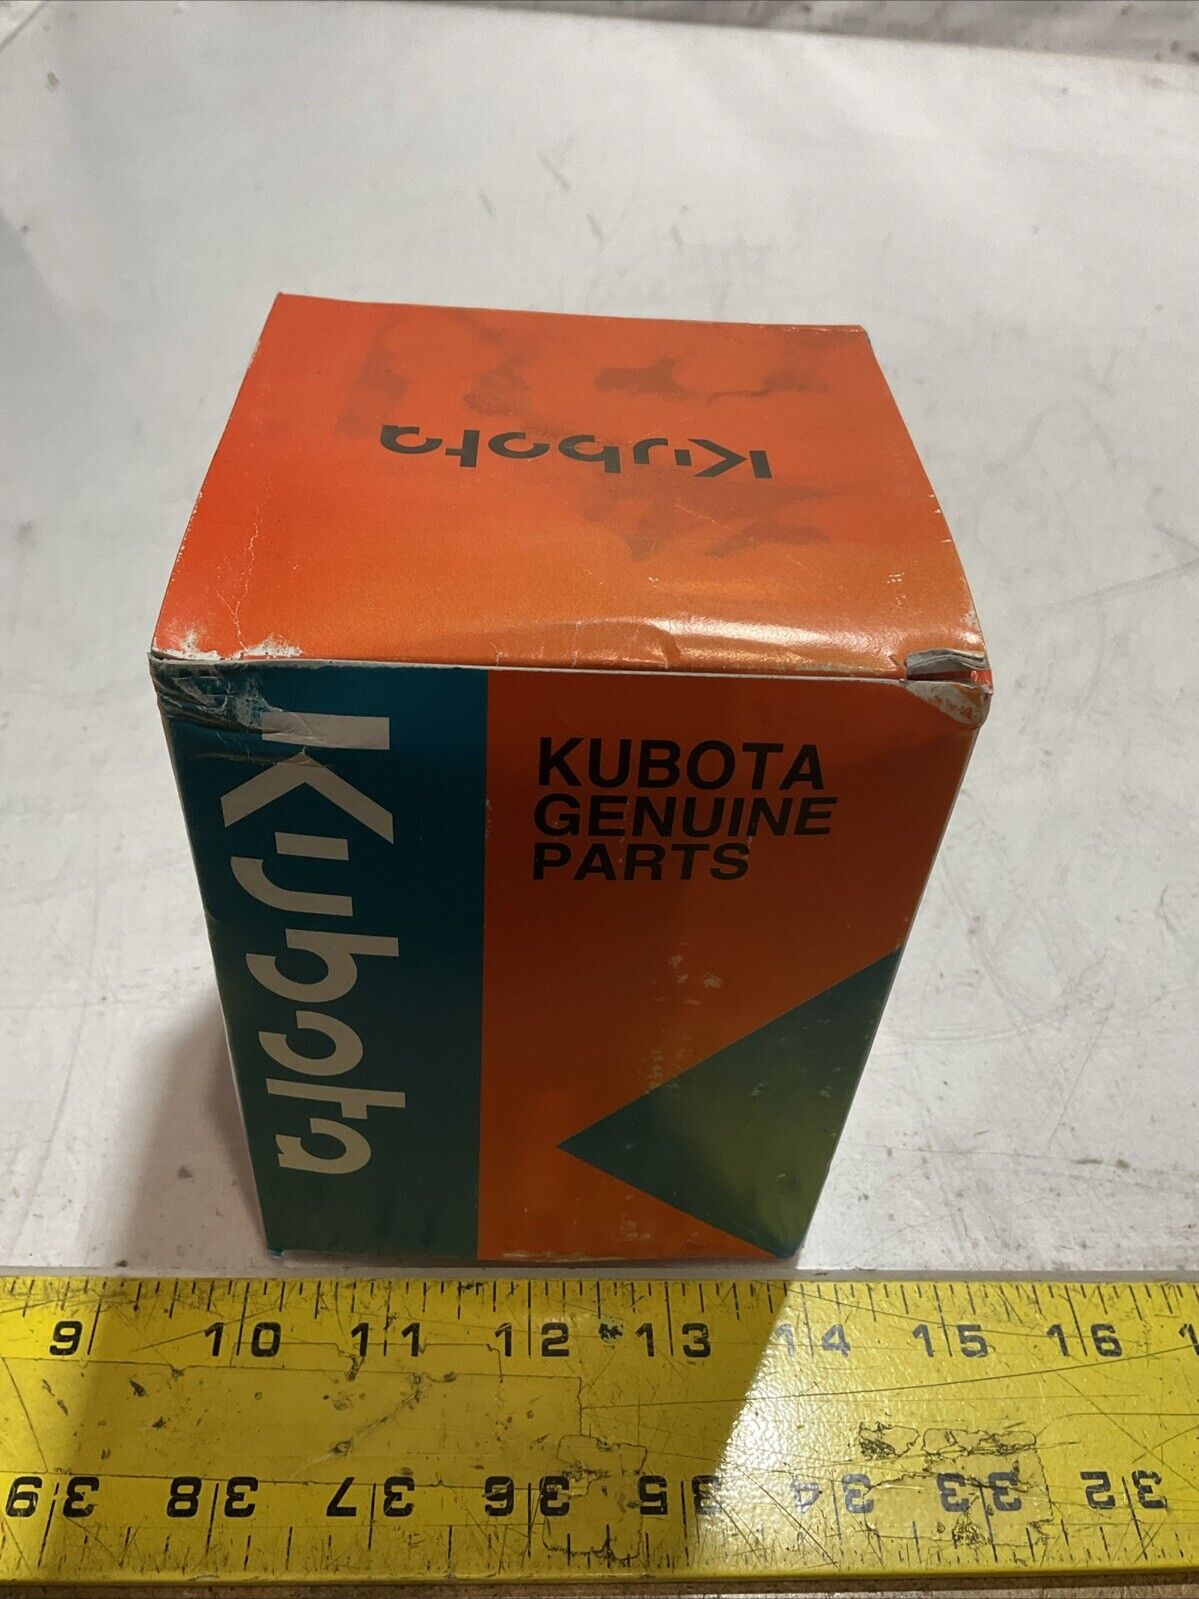 Kubota
Kubota
KUBOTA
GENUINE
PARTS
9 10 11 12 13 14 15 16
39 38 37 36 35 34 33 32